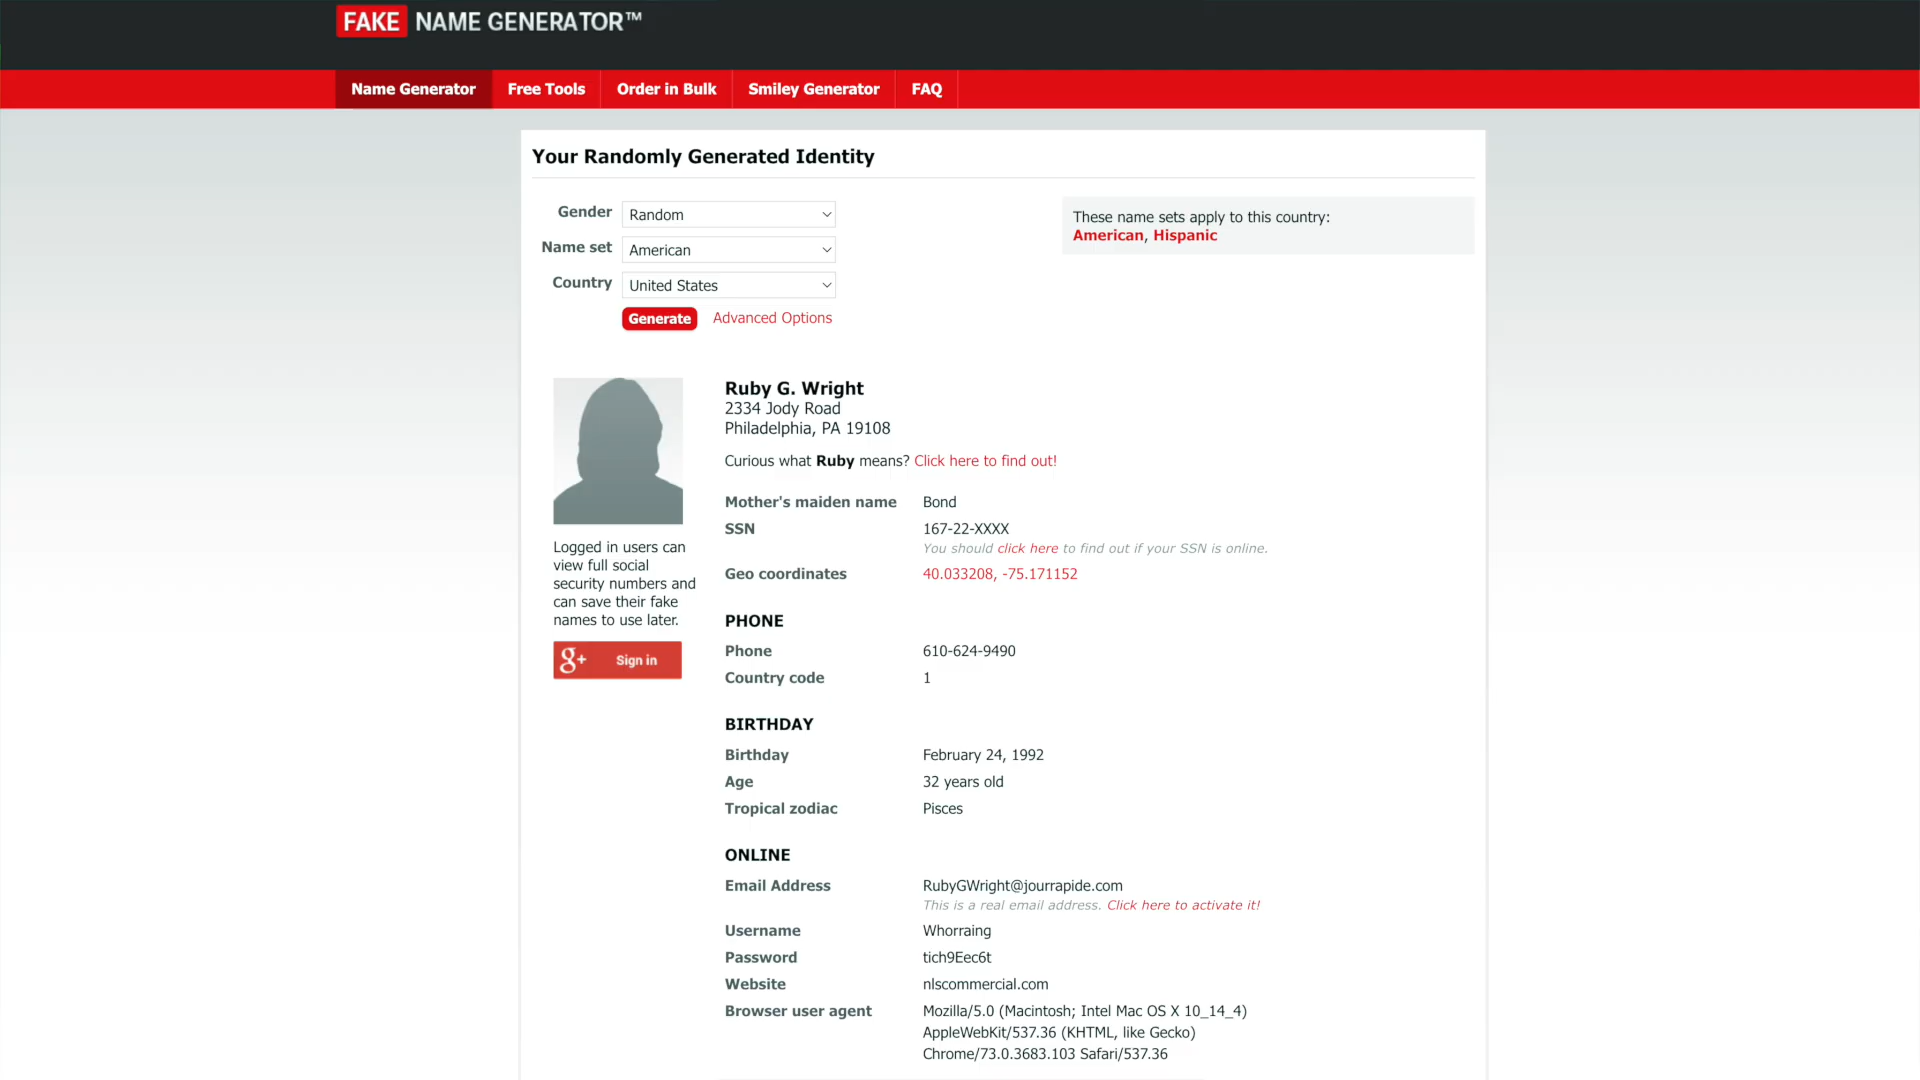 FAKE NAME GENERATOR™
Name Generator Free Tools Order in Bulk Smiley Generator FAQ
Your Randomly Generated Identity
Gender Random
Name set American
Country United States
Generate Advanced Options
These name sets apply to this country:
American, Hispanic
Logged in users can
view full social
security numbers and
can save their fake
names to use later.
g+ Sign in
Ruby G. Wright
2334 Jody Road
Philadelphia, PA 19108
Curious what Ruby means? Click here to find out!
Mother's maiden name Bond
SSN 167-22-XXXX
You should click here to find out if your SSN is online.
Geo coordinates 40.033208, -75.171152
PHONE
Phone 610-624-9490
Country code 1
BIRTHDAY
Birthday February 24, 1992
Age 32 years old
Tropical zodiac Pisces
ONLINE
Email Address RubyGWright@jourrapide.com
This is a real email address. Click here to activate it!
Username Whorraing
Password tich9Eec6t
Website nlscommercial.com
Browser user agent Mozilla/5.0 (Macintosh; Intel Mac OS X 10_14_4)
AppleWebKit/537.36 (KHTML, like Gecko)
Chrome/73.0.3683.103 Safari/537.36